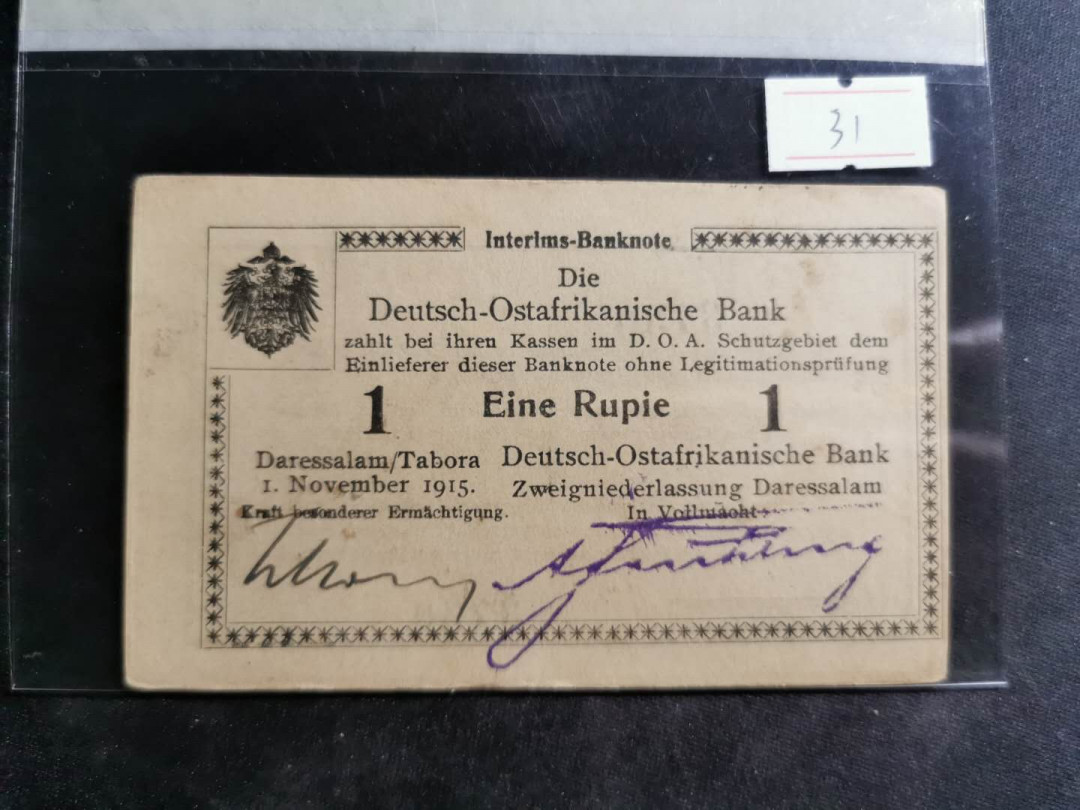 31
Interims-Banknote
Die
Deutsch-Ostafrikanische Bank
zahlt bei ihren Kassen im D. O. A. Schutzgebiet dem
Einlieferer dieser Banknote ohne Legitimationsprüfung
1 Eine Rupie 1
Daressalam/Tabora
1. November 1915.
Kraft besonderer Ermächtigung.
Deutsch-Ostafrikanische Bank
Zweigniederlassung Daressalam
In Vollmacht